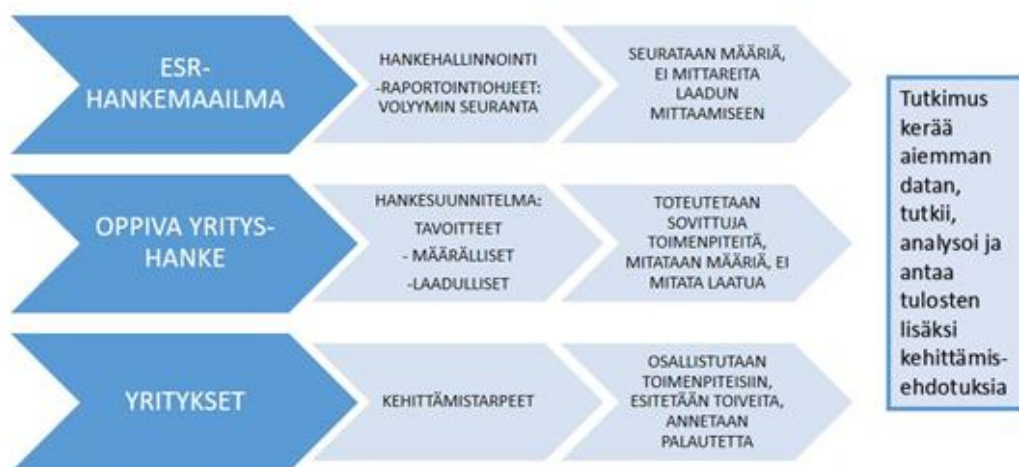 ESR-
HANKEMAAILMA
HANKEHALLINNOINTI
-RAPORTOINTIOHJEET:
VOLYYMIN SEURANTA
SEURATAAN MÄÄRIÄ,
EI MITTAREITA
LAADUN
MITTAAMISEEN
OPPIVA YRITYS-
HANKE
HANKESUUNNITELMA:
TAVOITTEET
- MÄÄRÄLLISET
-LAADULLISET
TOTEUTETAAN
SOVITTUJA
TOIMENPITEITÄ,
MITATAAN MÄÄRIÄ, EI
MITATA LAATUA
YRITYKSET
KEHITTÄMISTARPEET
OSALLISTUTAAN
TOIMENPITEISIIN,
ESITETÄÄN TOIVEITA,
ANNETAAN
PALAUTETTA
Tutkimus
kerää
aiemman
datan,
tutkii,
analysoi ja
antaa
tulosten
lisäksi
kehittämis-
ehdotuksia